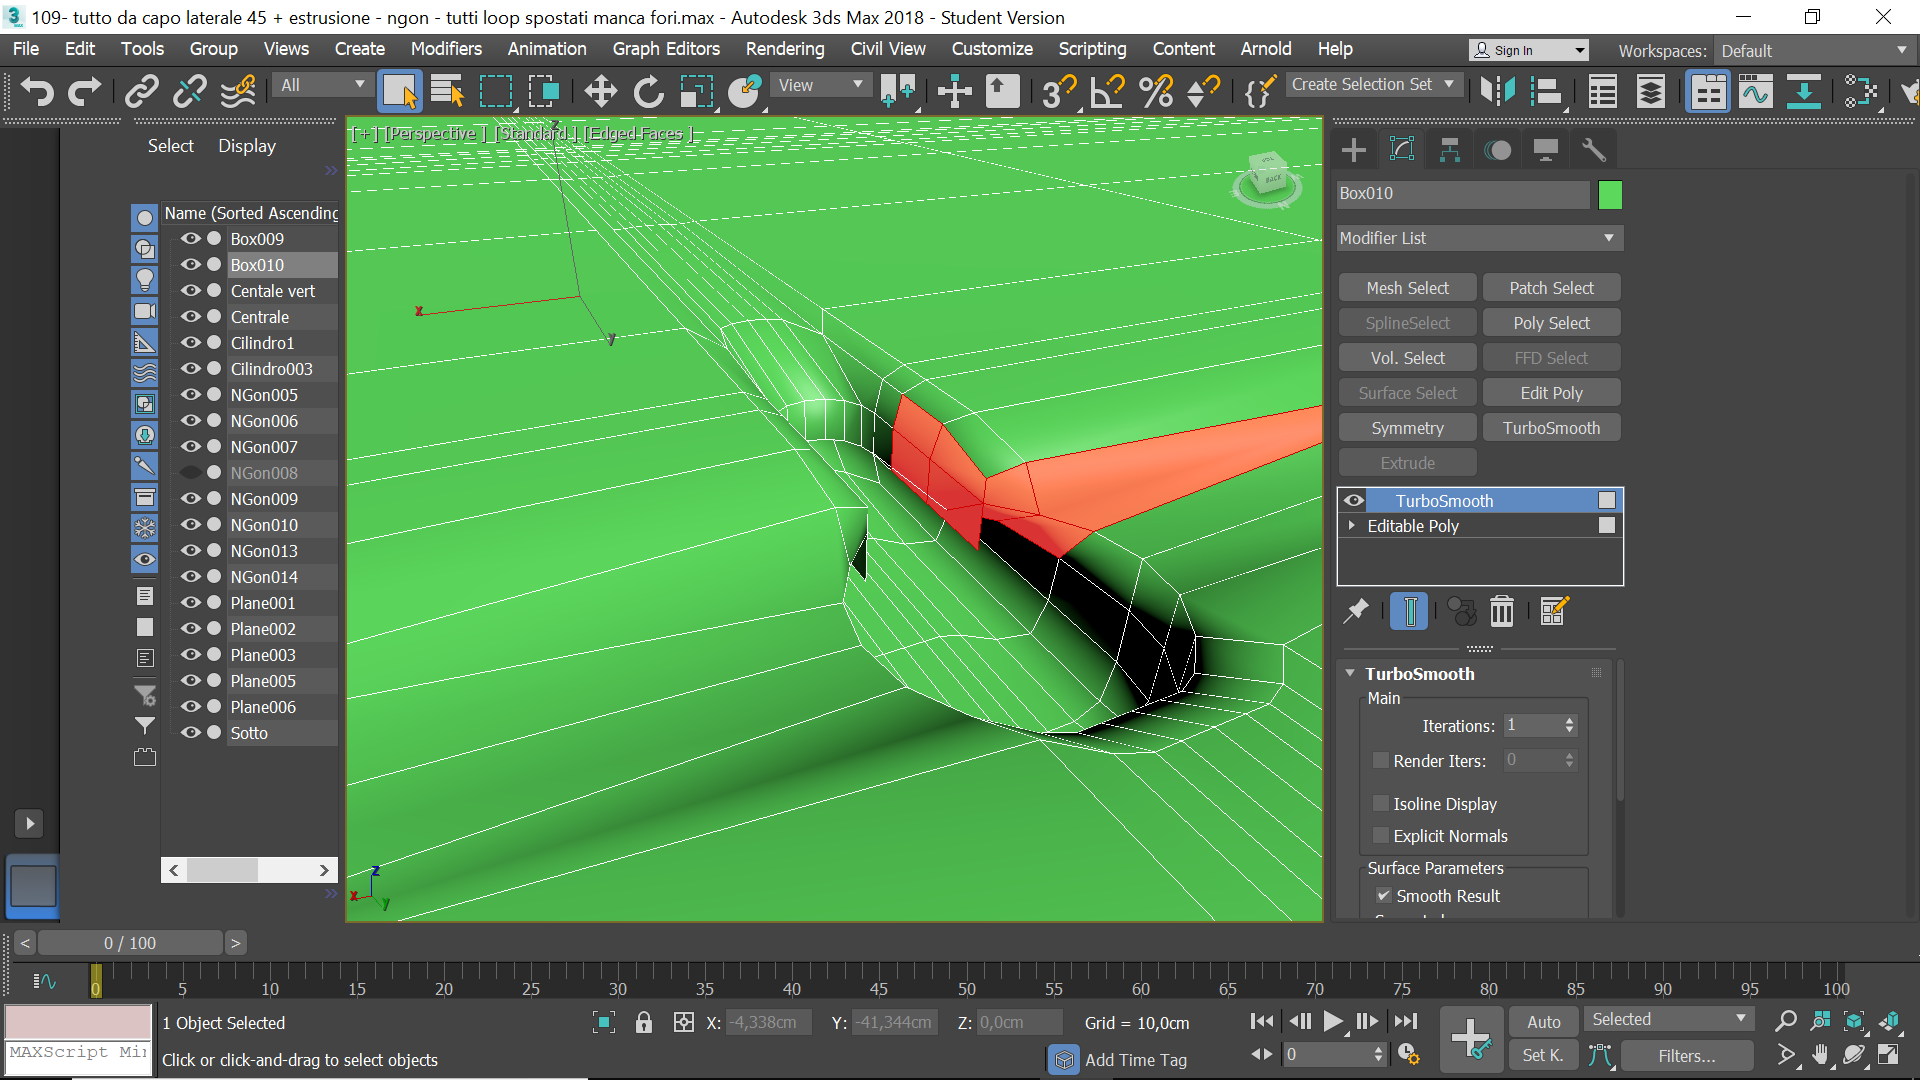 109- tutto da capo laterale 45 + estrusione - ngon - tutti loop spostati manca fori.max - Autodesk 3ds Max 2018 - Student Version
File Edit Tools Group Views Create Modifiers Animation Graph Editors Rendering Civil View Customize Scripting Content Arnold Help
Sign In
Workspaces: Default
All
View
Create Selection Set
Select Display
[+] [Perspective ] [Standard ] [Edged Faces ]
Name (Sorted Ascending
Box009
Box010
Centale vert
Centrale
Cilindro1
Cilindro003
NGon005
NGon006
NGon007
NGon008
NGon009
NGon010
NGon013
NGon014
Plane001
Plane002
Plane003
Plane005
Plane006
Sotto
z
x
y
BACK
z
x
y
Box010
Modifier List
Mesh Select Patch Select
SplineSelect Poly Select
Vol. Select FFD Select
Surface Select Edit Poly
Symmetry TurboSmooth
Extrude
TurboSmooth
Editable Poly
TurboSmooth
Main
Iterations: 1
Render Iters: 0
Isoline Display
Explicit Normals
Surface Parameters
Smooth Result
< 0 / 100 >
0 5 10 15 20 25 30 35 40 45 50 55 60 65 70 75 80 85 90 95 100
1 Object Selected
X: -4,338cm Y: -41,344cm Z: 0,0cm Grid = 10,0cm
Auto Selected
MAXScript Mi
Click or click-and-drag to select objects
Add Time Tag
0
Set K. Filters...